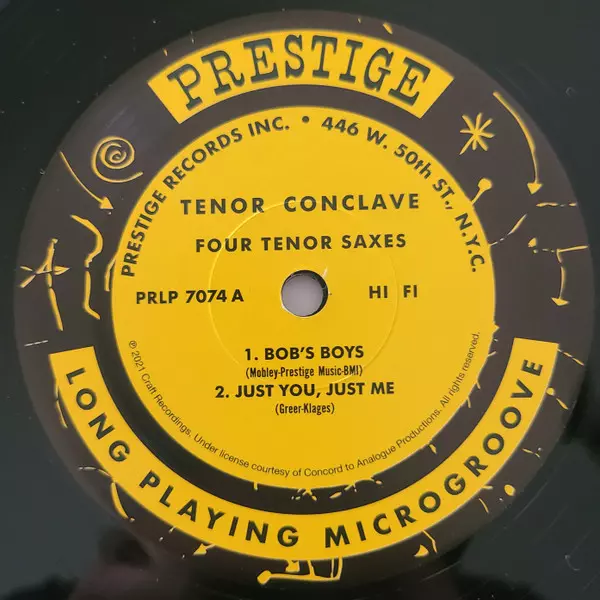 PRESTIGE
PRESTIGE RECORDS INC. • 446 W. 50th ST., N.Y.C.
TENOR CONCLAVE
FOUR TENOR SAXES
PRLP 7074 A HI FI
1. BOB'S BOYS
(Mobley-Prestige Music-BMI)
2. JUST YOU, JUST ME
(Greer-Klages)
℗ 2021 Craft Recordings, Under license courtesy of Concord to Analogue Productions. All rights reserved.
LONG PLAYING MICROGROOVE